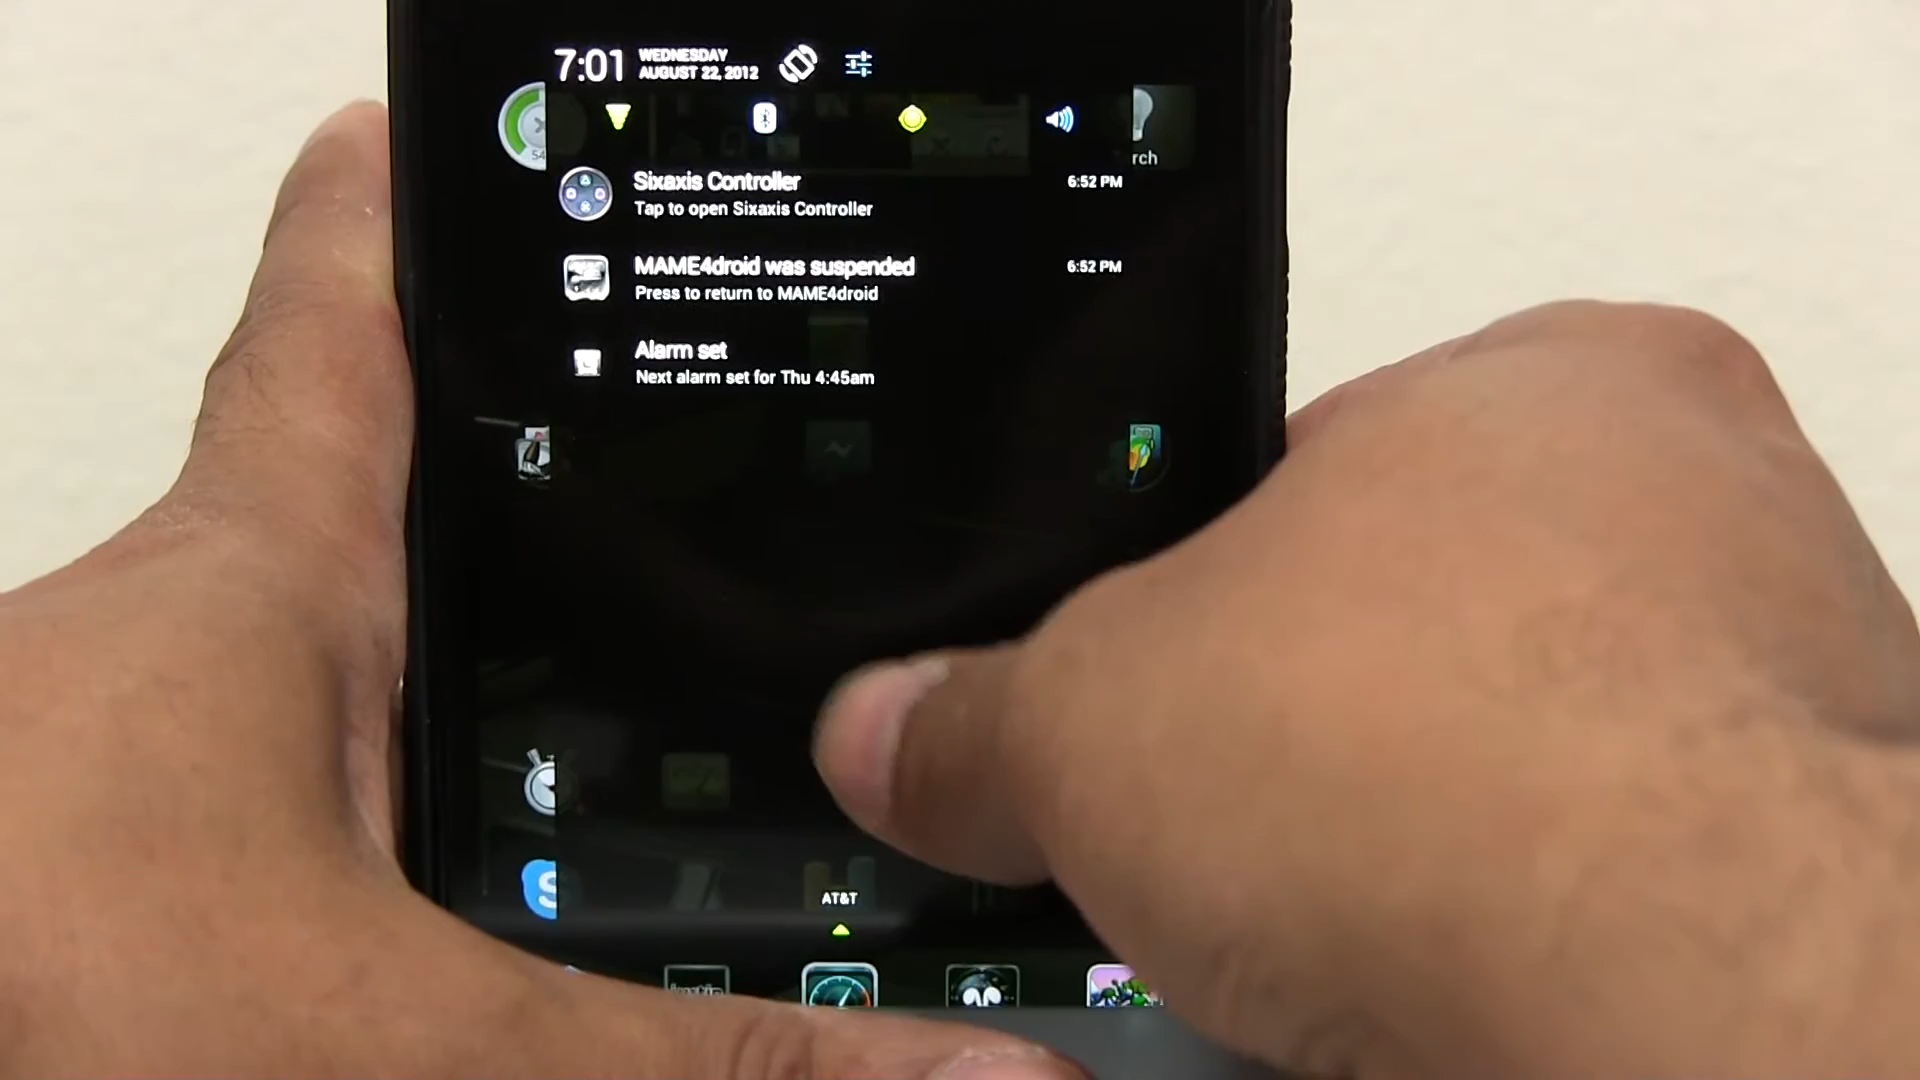 7:01
WEDNESDAY
AUGUST 22, 2012
54
rch
Sixaxis Controller
6:52 PM
Tap to open Sixaxis Controller
MAME4droid was suspended
6:52 PM
Press to return to MAME4droid
Alarm set
Next alarm set for Thu 4:45am
S
AT&T